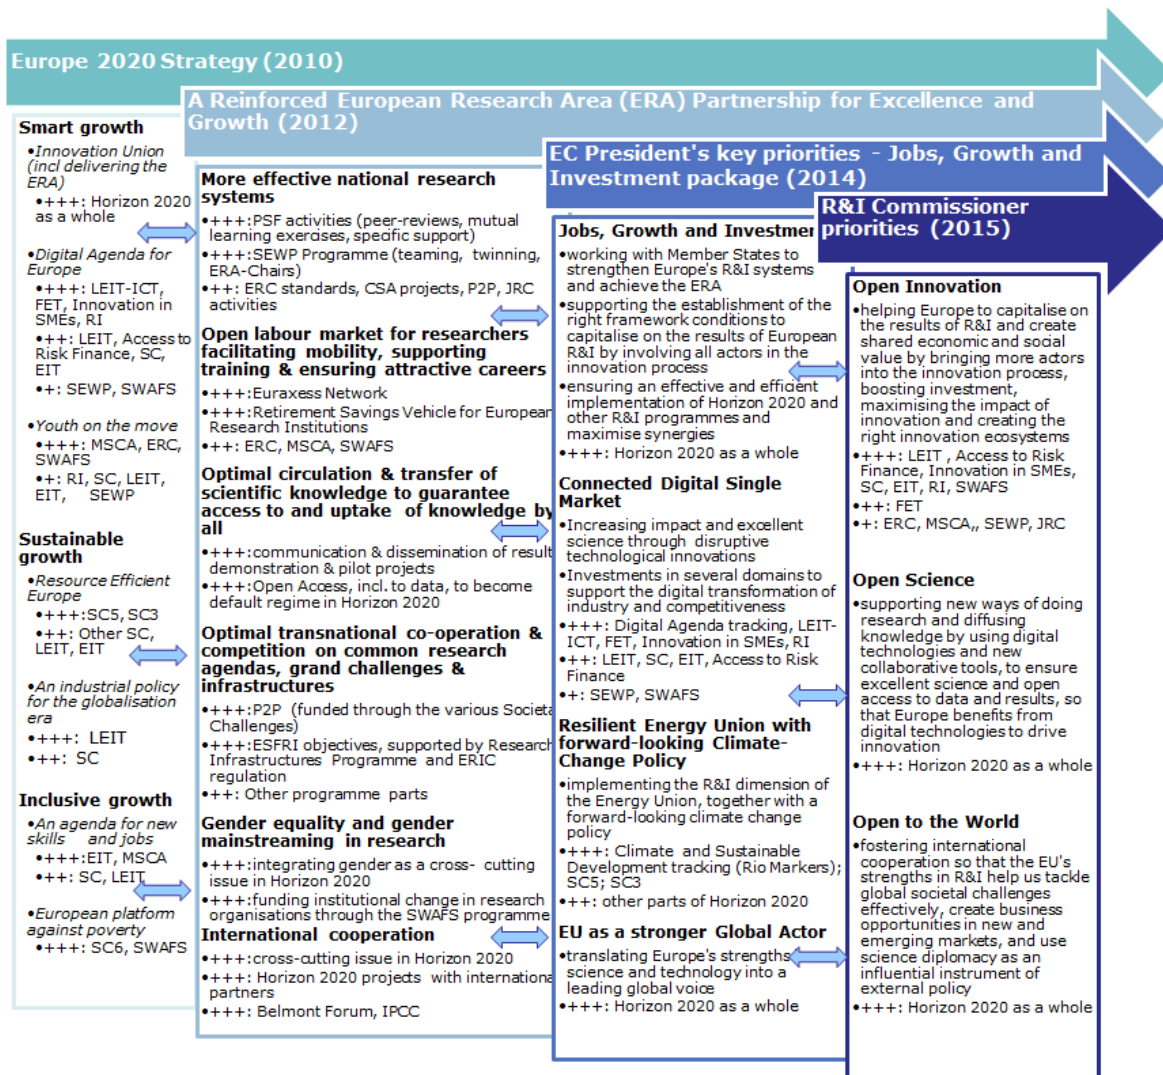 Europe 2020 Strategy (2010)
A Reinforced European Research Area (ERA) Partnership for Excellence and
Growth (2012)
EC President's key priorities - Jobs, Growth and
Investment package (2014)
R&I Commissioner
priorities (2015)
Smart growth
•Innovation Union
(incl delivering the
ERA)
•+++: Horizon 2020
as a whole
•Digital Agenda for
Europe
•+++: LEIT-ICT,
FET, Innovation in
SMEs, RI
•++: LEIT, Access to
Risk Finance, SC,
EIT
•+: SEWP, SWAFS
•Youth on the move
•+++: MSCA, ERC,
SWAFS
•+: RI, SC, LEIT,
EIT, SEWP
Sustainable
growth
•Resource Efficient
Europe
•+++:SC5, SC3
•++: Other SC,
LEIT, EIT
•An industrial policy
for the globalisation
era
•+++: LEIT
•++: SC
Inclusive growth
•An agenda for new
skills and jobs
•+++:EIT, MSCA
•++: SC, LEIT
•European platform
against poverty
•+++: SC6, SWAFS
More effective national research
systems
•+++:PSF activities (peer-reviews, mutual
learning exercises, specific support)
•+++:SEWP Programme (teaming, twinning,
ERA-Chairs)
•++: ERC standards, CSA projects, P2P, JRC
activities
Open labour market for researchers
facilitating mobility, supporting
training & ensuring attractive careers
•+++:Euraxess Network
•+++:Retirement Savings Vehicle for European
Research Institutions
•++: ERC, MSCA, SWAFS
Optimal circulation & transfer of
scientific knowledge to guarantee
access to and uptake of knowledge by
all
•+++:communication & dissemination of result
demonstration & pilot projects
•+++:Open Access, incl. to data, to become
default regime in Horizon 2020
Optimal transnational co-operation &
competition on common research
agendas, grand challenges &
infrastructures
•+++:P2P (funded through the various Societa
Challenges)
•+++:ESFRI objectives, supported by Research
Infrastructures Programme and ERIC
regulation
•++: Other programme parts
Gender equality and gender
mainstreaming in research
•+++:integrating gender as a cross- cutting
issue in Horizon 2020
•+++:funding institutional change in research
organisations through the SWAFS programme
International cooperation
•+++:cross-cutting issue in Horizon 2020
•+++: Horizon 2020 projects with internationa
partners
•+++: Belmont Forum, IPCC
Jobs, Growth and Investmen
•working with Member States to
strengthen Europe's R&I systems
and achieve the ERA
•supporting the establishment of the
right framework conditions to
capitalise on the results of European
R&I by involving all actors in the
innovation process
•ensuring an effective and efficient
implementation of Horizon 2020 and
other R&I programmes and
maximise synergies
•+++: Horizon 2020 as a whole
Connected Digital Single
Market
•Increasing impact and excellent
science through disruptive
technological innovations
•Investments in several domains to
support the digital transformation of
industry and competitiveness
•+++: Digital Agenda tracking, LEIT-
ICT, FET, Innovation in SMEs, RI
•++: LEIT, SC, EIT, Access to Risk
Finance
•+: SEWP, SWAFS
Resilient Energy Union with
forward-looking Climate-
Change Policy
•implementing the R&I dimension of
the Energy Union, together with a
forward-looking climate change
policy
•+++: Climate and Sustainable
Development tracking (Rio Markers);
SC5; SC3
•++: other parts of Horizon 2020
EU as a stronger Global Actor
•translating Europe's strengths
science and technology into a
leading global voice
•+++: Horizon 2020 as a whole
Open Innovation
•helping Europe to capitalise on
the results of R&I and create
shared economic and social
value by bringing more actors
into the innovation process,
boosting investment,
maximising the impact of
innovation and creating the
right innovation ecosystems
•+++: LEIT , Access to Risk
Finance, Innovation in SMEs,
SC, EIT, RI, SWAFS
•++: FET
•+: ERC, MSCA,, SEWP, JRC
Open Science
•supporting new ways of doing
research and diffusing
knowledge by using digital
technologies and new
collaborative tools, to ensure
excellent science and open
access to data and results, so
that Europe benefits from
digital technologies to drive
innovation
•+++: Horizon 2020 as a whole
Open to the World
•fostering international
cooperation so that the EU's
strengths in R&I help us tackle
global societal challenges
effectively, create business
opportunities in new and
emerging markets, and use
science diplomacy as an
influential instrument of
external policy
•+++: Horizon 2020 as a whole